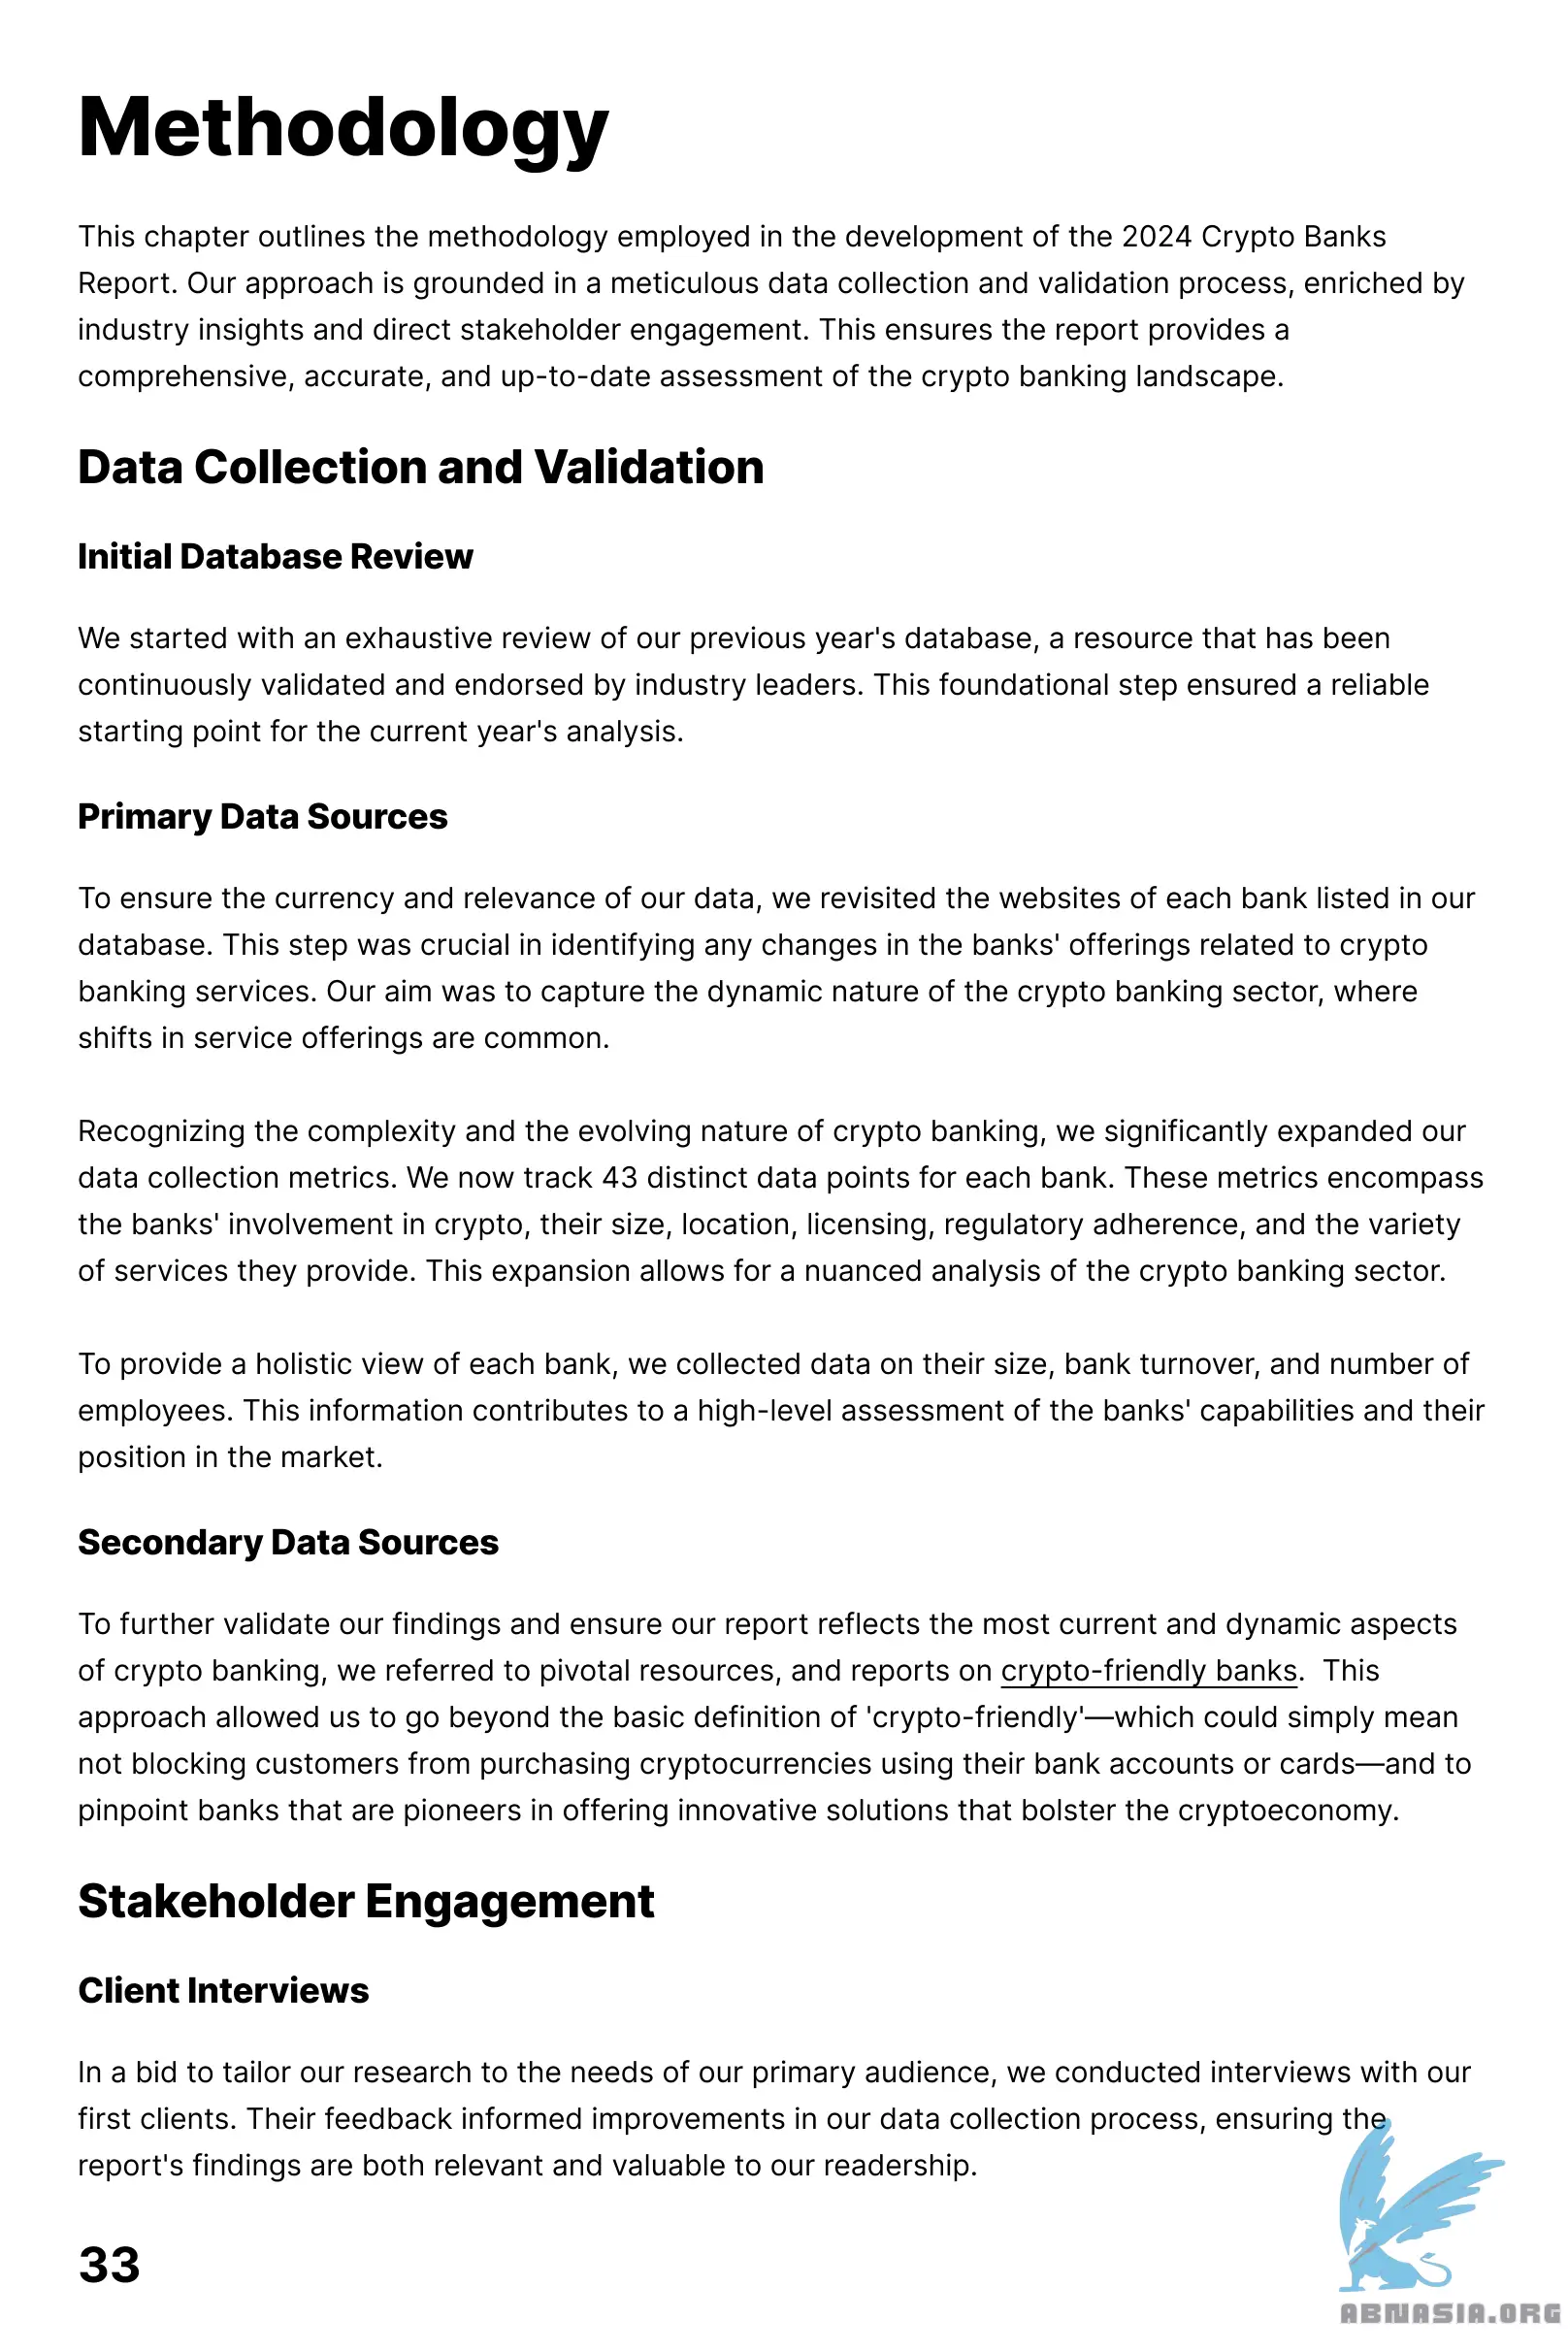 Methodology
This chapter outlines the methodology employed in the development of the 2024 Crypto Banks
Report. Our approach is grounded in a meticulous data collection and validation process, enriched by
industry insights and direct stakeholder engagement. This ensures the report provides a
comprehensive, accurate, and up-to-date assessment of the crypto banking landscape.
Data Collection and Validation
Initial Database Review
We started with an exhaustive review of our previous year's database, a resource that has been
continuously validated and endorsed by industry leaders. This foundational step ensured a reliable
starting point for the current year's analysis.
Primary Data Sources
To ensure the currency and relevance of our data, we revisited the websites of each bank listed in our
database. This step was crucial in identifying any changes in the banks' offerings related to crypto
banking services. Our aim was to capture the dynamic nature of the crypto banking sector, where
shifts in service offerings are common.
Recognizing the complexity and the evolving nature of crypto banking, we significantly expanded our
data collection metrics. We now track 43 distinct data points for each bank. These metrics encompass
the banks' involvement in crypto, their size, location, licensing, regulatory adherence, and the variety
of services they provide. This expansion allows for a nuanced analysis of the crypto banking sector.
To provide a holistic view of each bank, we collected data on their size, bank turnover, and number of
employees. This information contributes to a high-level assessment of the banks' capabilities and their
position in the market.
Secondary Data Sources
To further validate our findings and ensure our report reflects the most current and dynamic aspects
of crypto banking, we referred to pivotal resources, and reports on crypto-friendly banks.  This
approach allowed us to go beyond the basic definition of 'crypto-friendly'—which could simply mean
not blocking customers from purchasing cryptocurrencies using their bank accounts or cards—and to
pinpoint banks that are pioneers in offering innovative solutions that bolster the cryptoeconomy.
Stakeholder Engagement
Client Interviews
In a bid to tailor our research to the needs of our primary audience, we conducted interviews with our
first clients. Their feedback informed improvements in our data collection process, ensuring the
report's findings are both relevant and valuable to our readership.
33
ABNASIA.ORG